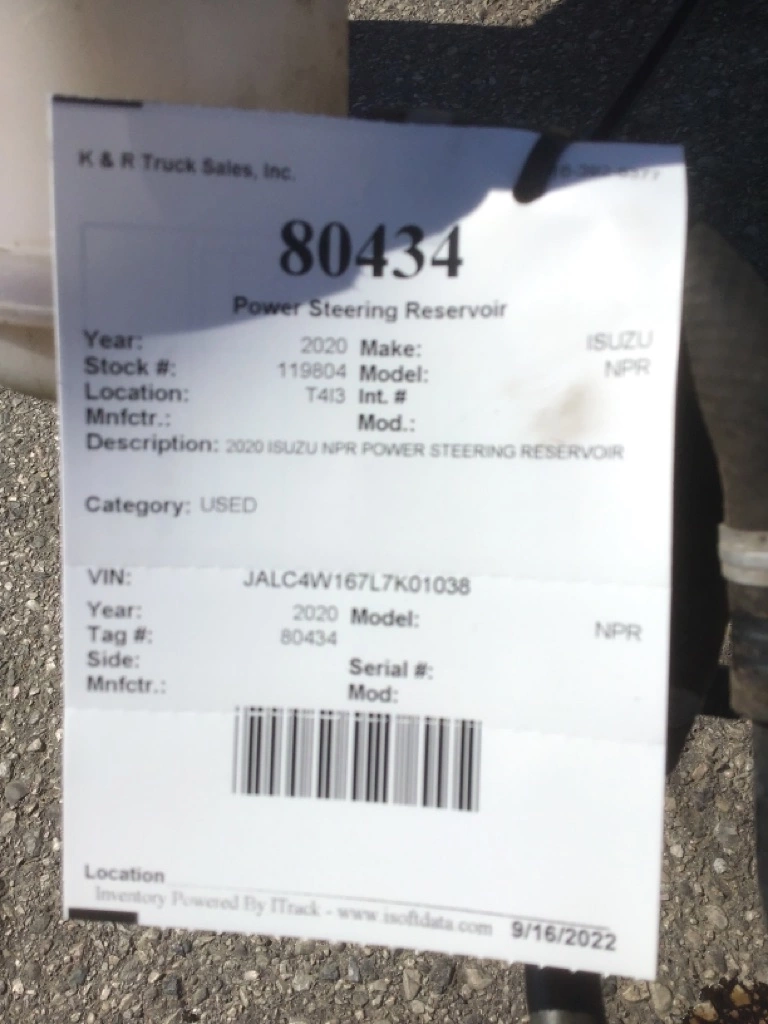 K & R Truck Sales, Inc.
80434
Power Steering Reservoir
Year: 2020 Make: ISUZU
Stock #: 119804 Model: NPR
Location: T4I3 Int. #
Mnfctr.: Mod.:
Description: 2020 ISUZU NPR POWER STEERING RESERVOIR
Category: USED
VIN: JALC4W167L7K01038
Year: 2020 Model: NPR
Tag #: 80434
Side: Serial #:
Mnfctr.: Mod:
Location
Inventory Powered By ITrack - www.isoftdata.com 9/16/2022